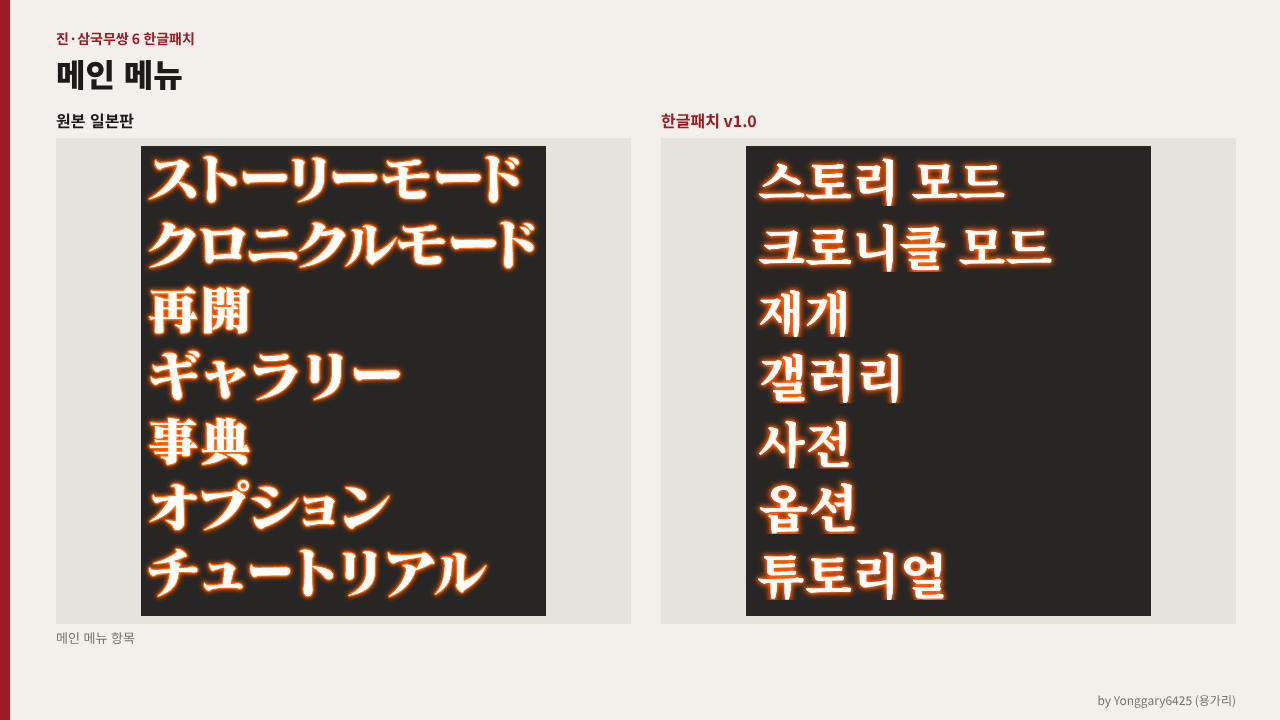 진·삼국무쌍 6 한글패치
메인 메뉴
원본 일본판
ストーリーモード
クロニクルモード
再開
ギャラリー
事典
オプション
チュートリアル
메인 메뉴 항목
한글패치 v1.0
스토리 모드
크로니클 모드
재개
갤러리
사전
옵션
튜토리얼
by Yonggary6425 (용가리)